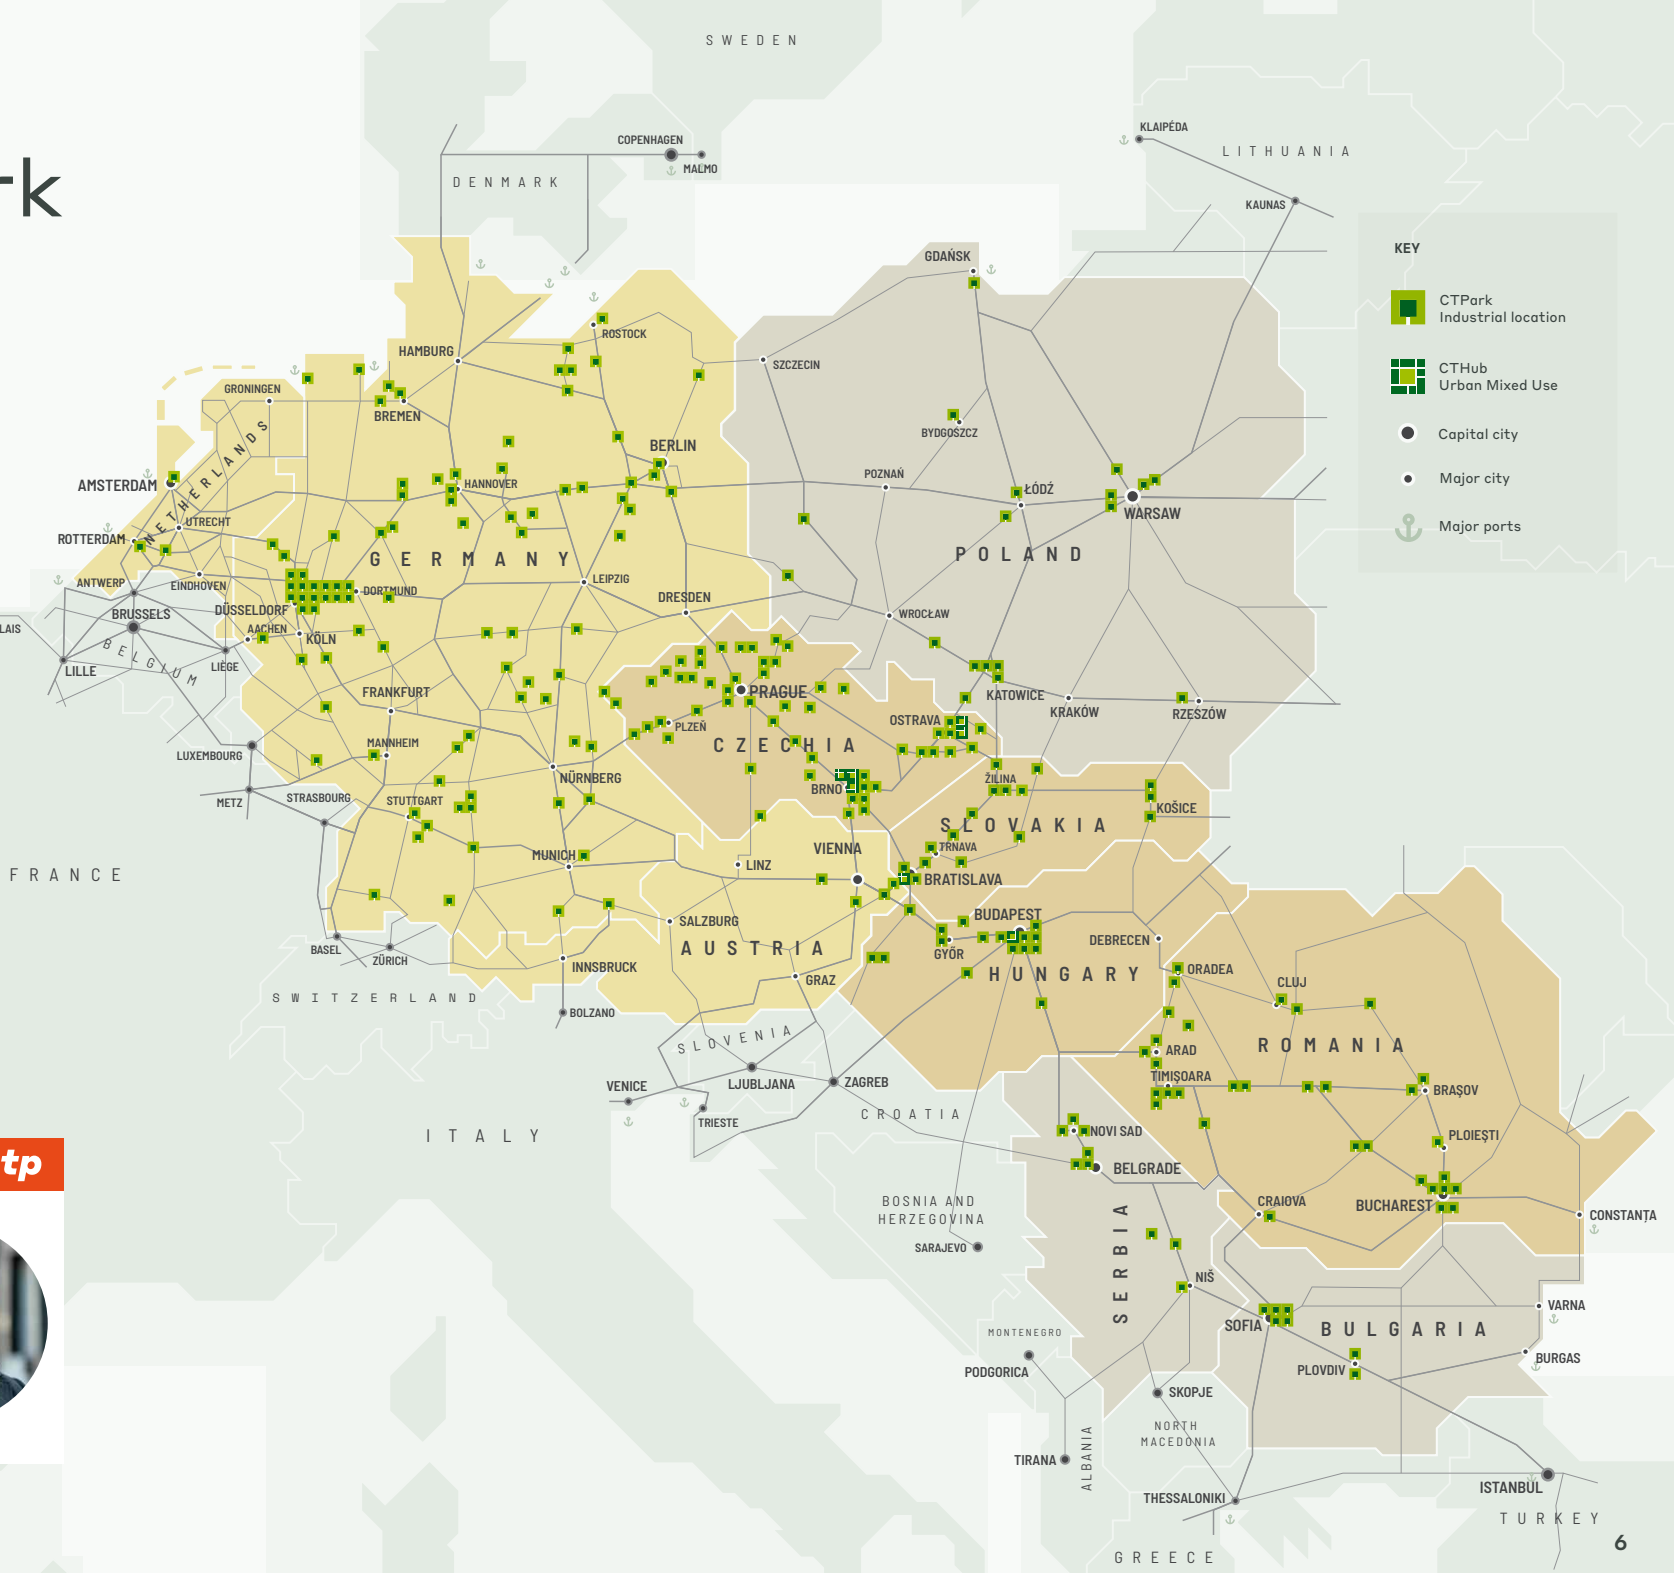 rk
SWEDEN
COPENHAGEN
MALMO
DENMARK
KLAIPĖDA
LITHUANIA
KAUNAS
KEY
CTPark
Industrial location
CTHub
Urban Mixed Use
Capital city
Major city
Major ports
GDAŃSK
ROSTOCK
HAMBURG
SZCZECIN
GRONINGEN
BREMEN
BYDGOSZCZ
BERLIN
NETHERLANDS
AMSTERDAM
HANNOVER
POZNAŃ
ŁÓDŹ
WARSAW
UTRECHT
ROTTERDAM
GERMANY
POLAND
ANTWERP
EINDHOVEN
DORTMUND
LEIPZIG
DRESDEN
BRUSSELS
DÜSSELDORF
WROCŁAW
LAIS
AACHEN
KÖLN
BELGIUM
LIÈGE
LILLE
FRANKFURT
PRAGUE
KATOWICE
KRAKÓW
RZESZÓW
OSTRAVA
PLZEŇ
CZECHIA
LUXEMBOURG
MANNHEIM
NÜRNBERG
ŽILINA
BRNO
METZ
STRASBOURG
STUTTGART
KOŠICE
SLOVAKIA
VIENNA
TRNAVA
MUNICH
LINZ
FRANCE
BRATISLAVA
SALZBURG
BUDAPEST
BASEL
ZÜRICH
AUSTRIA
GYŐR
DEBRECEN
INNSBRUCK
GRAZ
HUNGARY
ORADEA
CLUJ
SWITZERLAND
BOLZANO
SLOVENIA
ROMANIA
ARAD
TIMIȘOARA
VENICE
LJUBLJANA
ZAGREB
BRAȘOV
TRIESTE
CROATIA
ITALY
NOVI SAD
PLOIEȘTI
tp
BELGRADE
BOSNIA AND
HERZEGOVINA
CRAIOVA
BUCHAREST
CONSTANȚA
SARAJEVO
SERBIA
NIŠ
VARNA
SOFIA
BULGARIA
MONTENEGRO
BURGAS
PODGORICA
PLOVDIV
SKOPJE
NORTH
MACEDONIA
TIRANA
ALBANIA
ISTANBUL
THESSALONIKI
TURKEY
GREECE
6